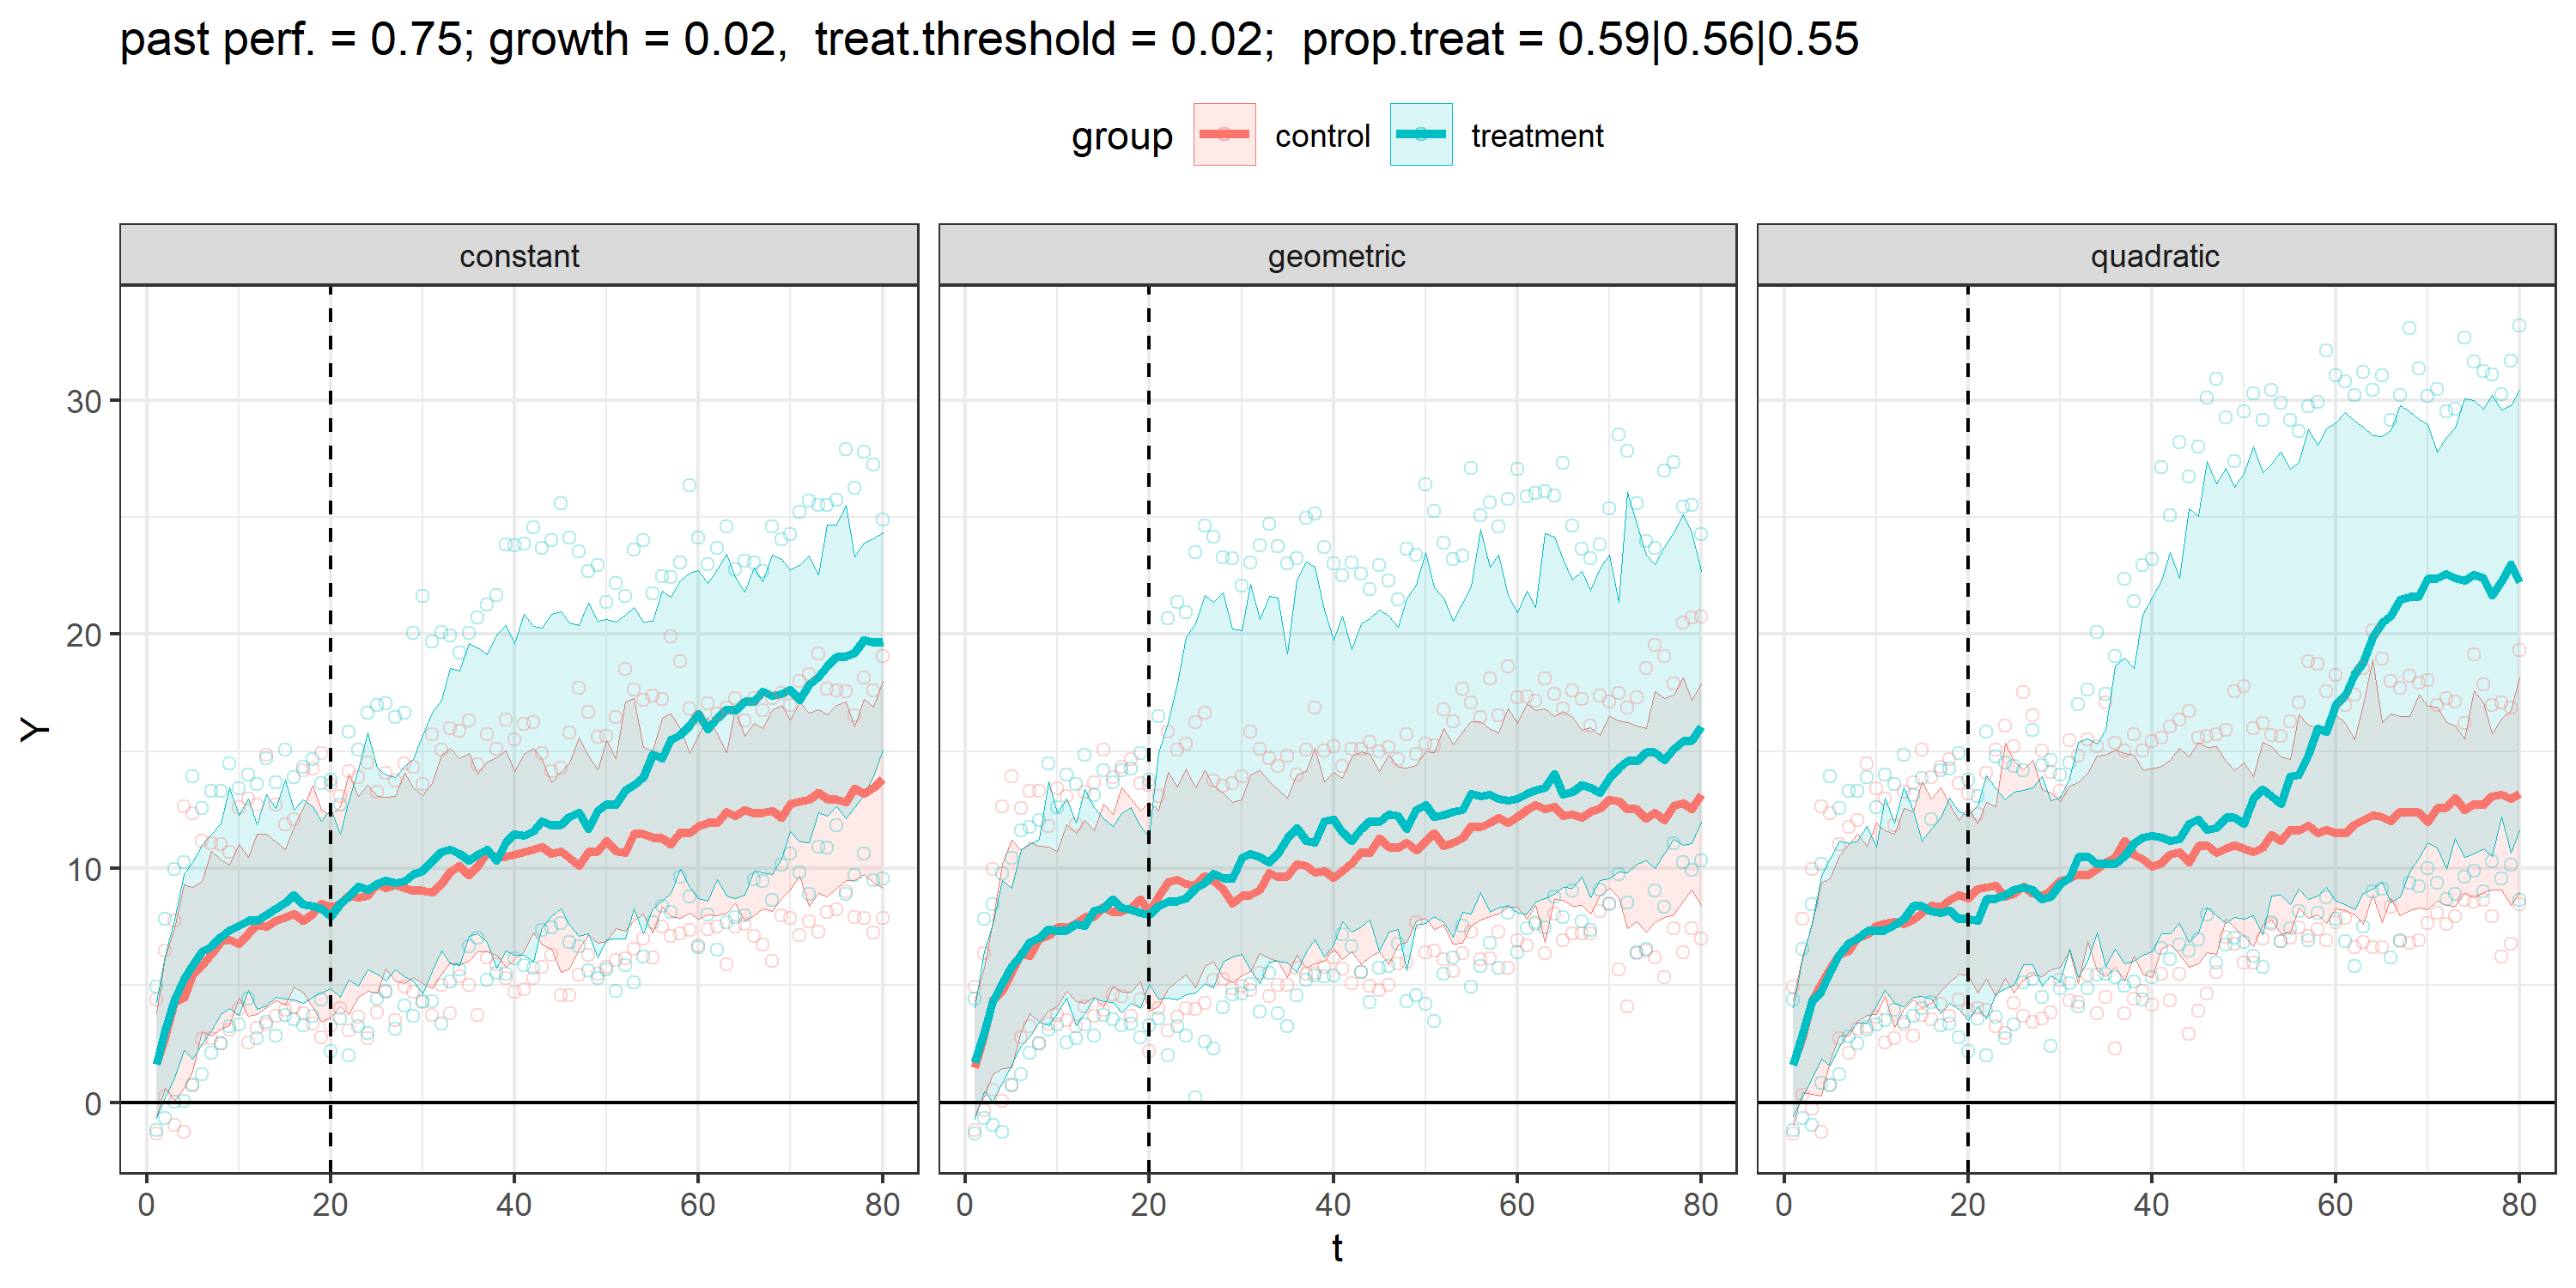 past perf. = 0.75; growth = 0.02,  treat.threshold = 0.02;  prop.treat = 0.59|0.56|0.55
group control treatment
constant geometric quadratic
Y
30
20
10
0
0 20 40 60 80 0 20 40 60 80 0 20 40 60 80
t